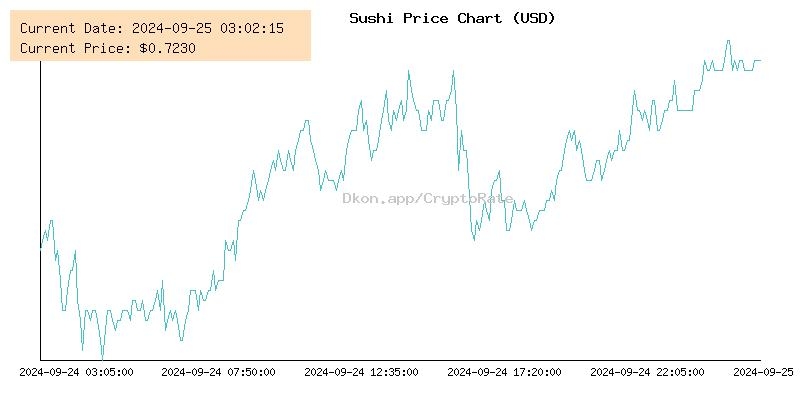 Sushi Price Chart (USD)
Current Date: 2024-09-25 03:02:15
Current Price: $0.7230
Dkon.app/CryptoRate
2024-09-24 03:05:00 2024-09-24 07:50:00 2024-09-24 12:35:00 2024-09-24 17:20:00 2024-09-24 22:05:00 2024-09-25